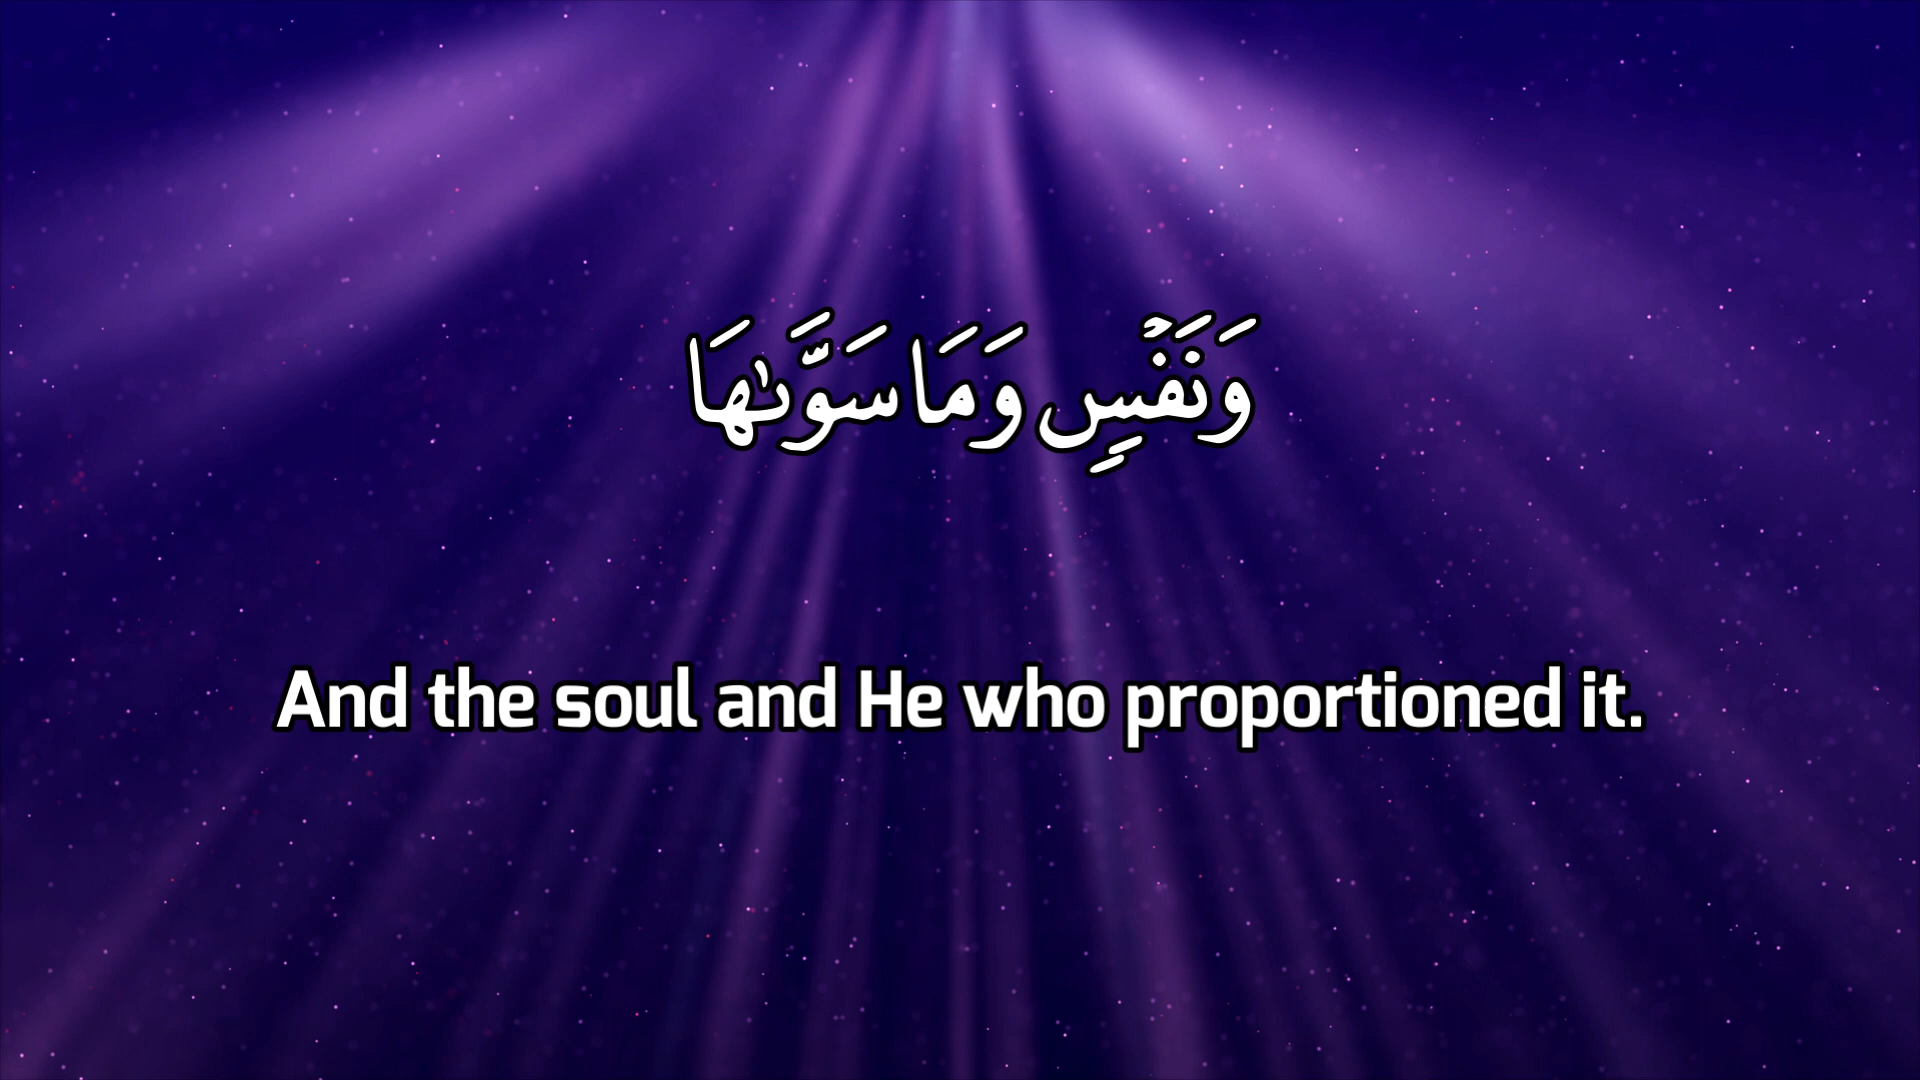 وَنَفۡسٖ وَمَا سَوَّىٰهَا
And the soul and He who proportioned it.